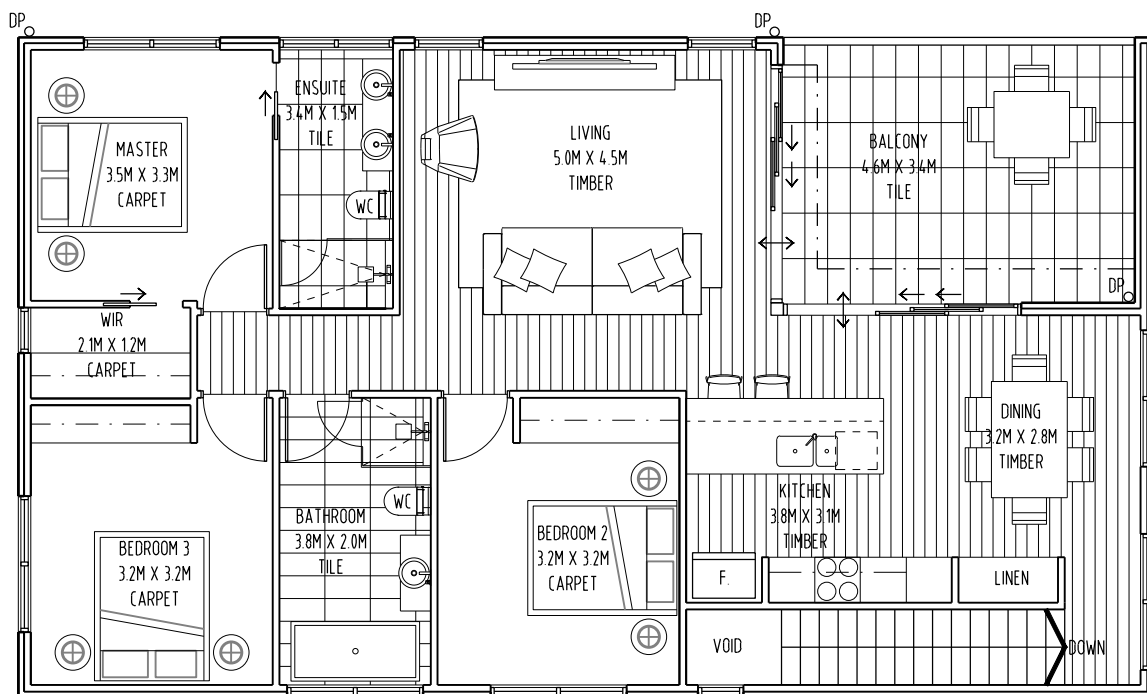 DP
DP
MASTER
3.5M X 3.3M
CARPET
ENSUITE
3.4M X 1.5M
TILE
WC
LIVING
5.0M X 4.5M
TIMBER
BALCONY
4.6M X 3.4M
TILE
DP
WIR
2.1M X 1.2M
CARPET
DINING
3.2M X 2.8M
TIMBER
KITCHEN
3.8M X 3.1M
TIMBER
BEDROOM 3
3.2M X 3.2M
CARPET
BATHROOM
3.8M X 2.0M
TILE
WC
BEDROOM 2
3.2M X 3.2M
CARPET
F.
LINEN
VOID
DOWN